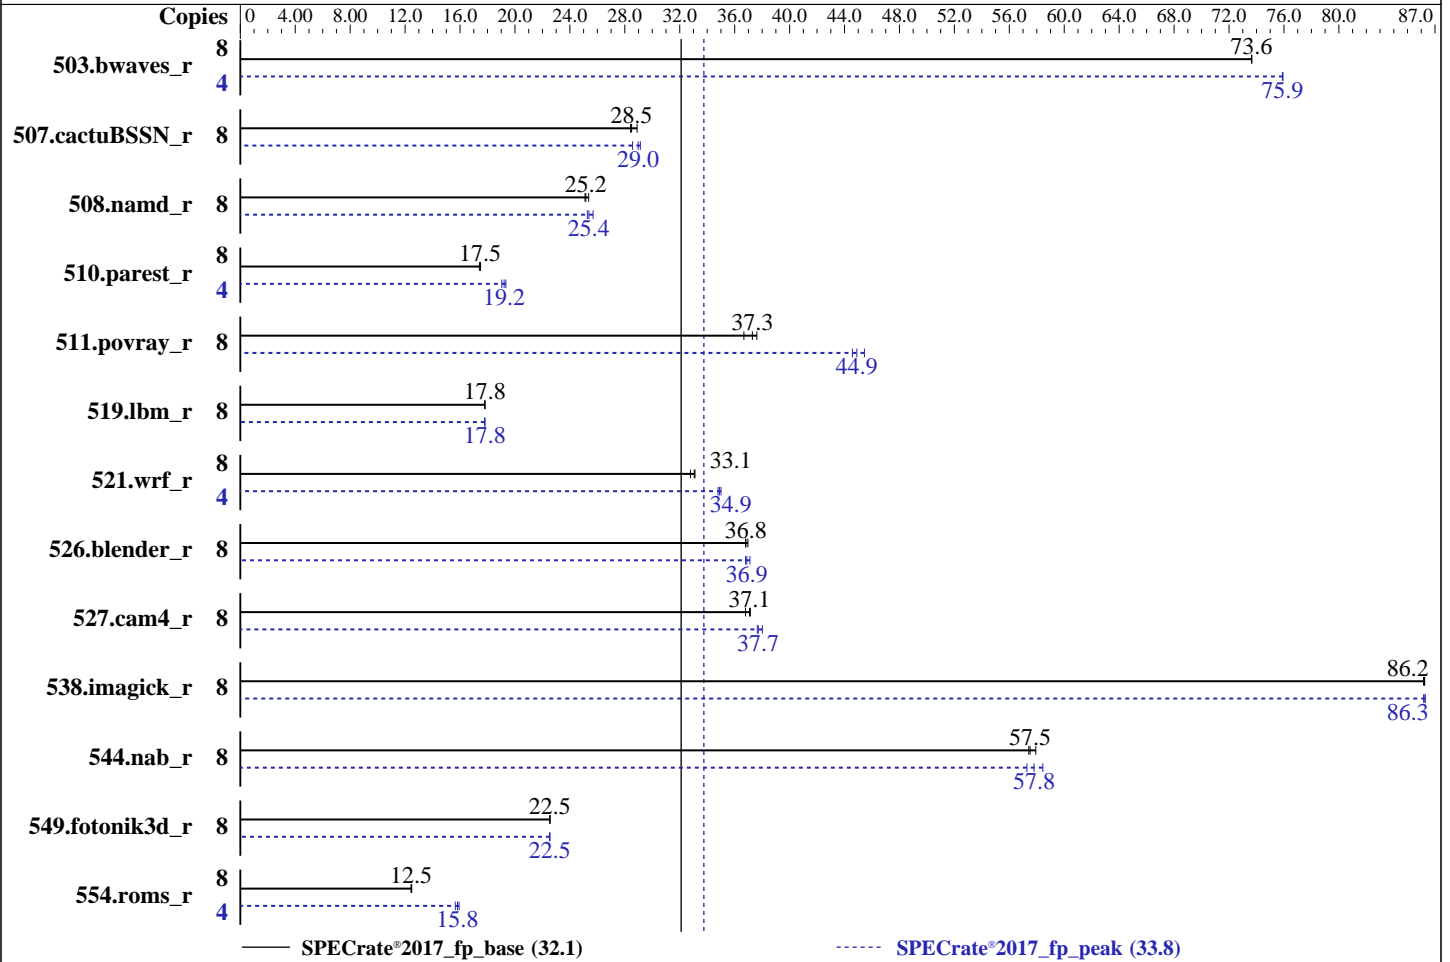 Copies 0 4.00 8.00 12.0 16.0 20.0 24.0 28.0 32.0 36.0 40.0 44.0 48.0 52.0 56.0 60.0 64.0 68.0 72.0 76.0 80.0 87.0
503.bwaves_r 8 73.6
4 75.9
507.cactuBSSN_r 8 28.5
29.0
508.namd_r 8 25.2
25.4
510.parest_r 8 17.5
4 19.2
511.povray_r 8 37.3
44.9
519.lbm_r 8 17.8
17.8
521.wrf_r 8 33.1
4 34.9
526.blender_r 8 36.8
36.9
527.cam4_r 8 37.1
37.7
538.imagick_r 8 86.2
86.3
544.nab_r 8 57.5
57.8
549.fotonik3d_r 8 22.5
22.5
554.roms_r 8 12.5
4 15.8
SPECrate®2017_fp_base (32.1) SPECrate®2017_fp_peak (33.8)